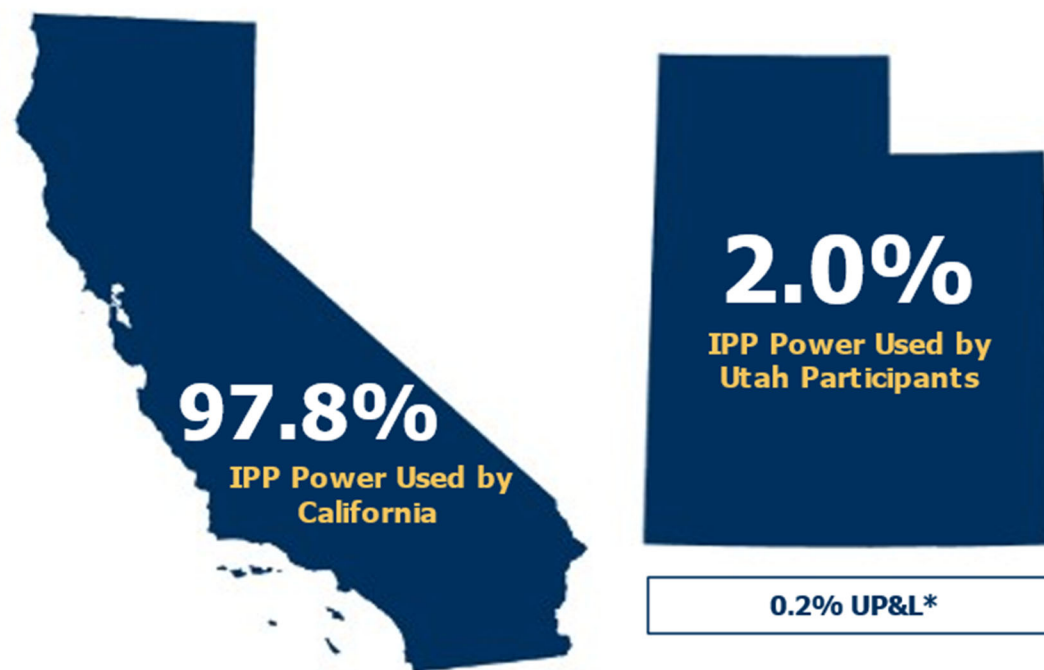 97.8%
IPP Power Used by
California
2.0%
IPP Power Used by
Utah Participants
0.2% UP&L*